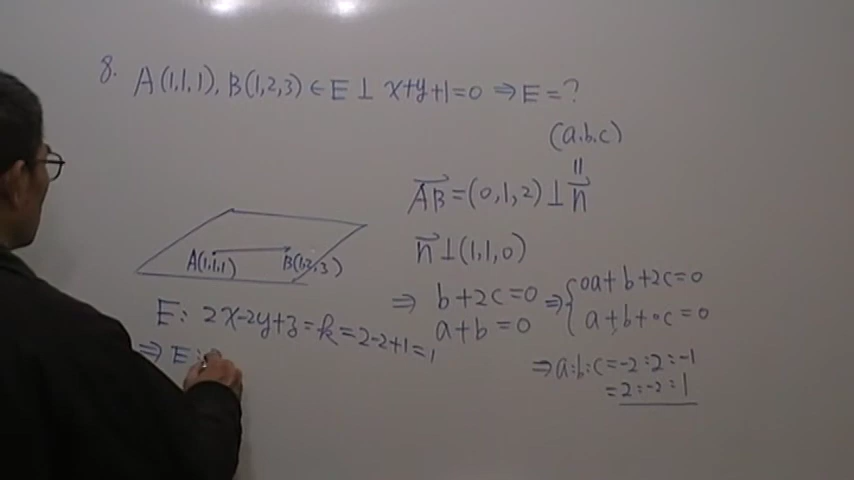 8. A(1,1,1), B(1,2,3) ∈ E ⊥ x+y+1=0 ⇒ E = ?
(a.b.c)
||
AB→=(0,1,2)⊥n→
n→⊥(1,1,0)
A(1,1,1) B(1,2,3)
⇒ b+2c=0 ⇒ { 0a+b+2c=0
a+b=0 a+b+0c=0
E: 2x-2y+z=k=2-2+1=1
⇒ E:
⇒a:b:c=-2:2:-1
=2:-2:1